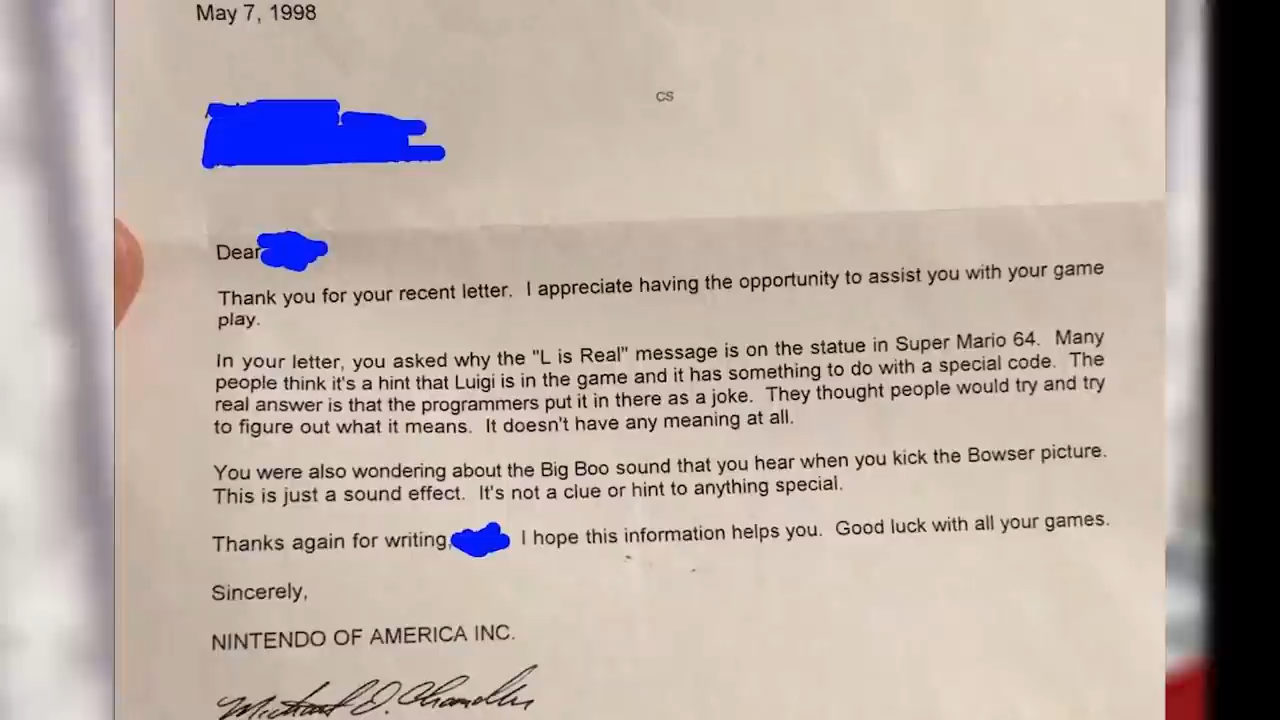 May 7, 1998
CS
Dear
Thank you for your recent letter. I appreciate having the opportunity to assist you with your game
play.
In your letter, you asked why the "L is Real" message is on the statue in Super Mario 64. Many
people think it's a hint that Luigi is in the game and it has something to do with a special code. The
real answer is that the programmers put it in there as a joke. They thought people would try and try
to figure out what it means. It doesn't have any meaning at all.
You were also wondering about the Big Boo sound that you hear when you kick the Bowser picture.
This is just a sound effect. It's not a clue or hint to anything special.
Thanks again for writing, I hope this information helps you. Good luck with all your games.
Sincerely,
NINTENDO OF AMERICA INC.
Michael D. Chandler